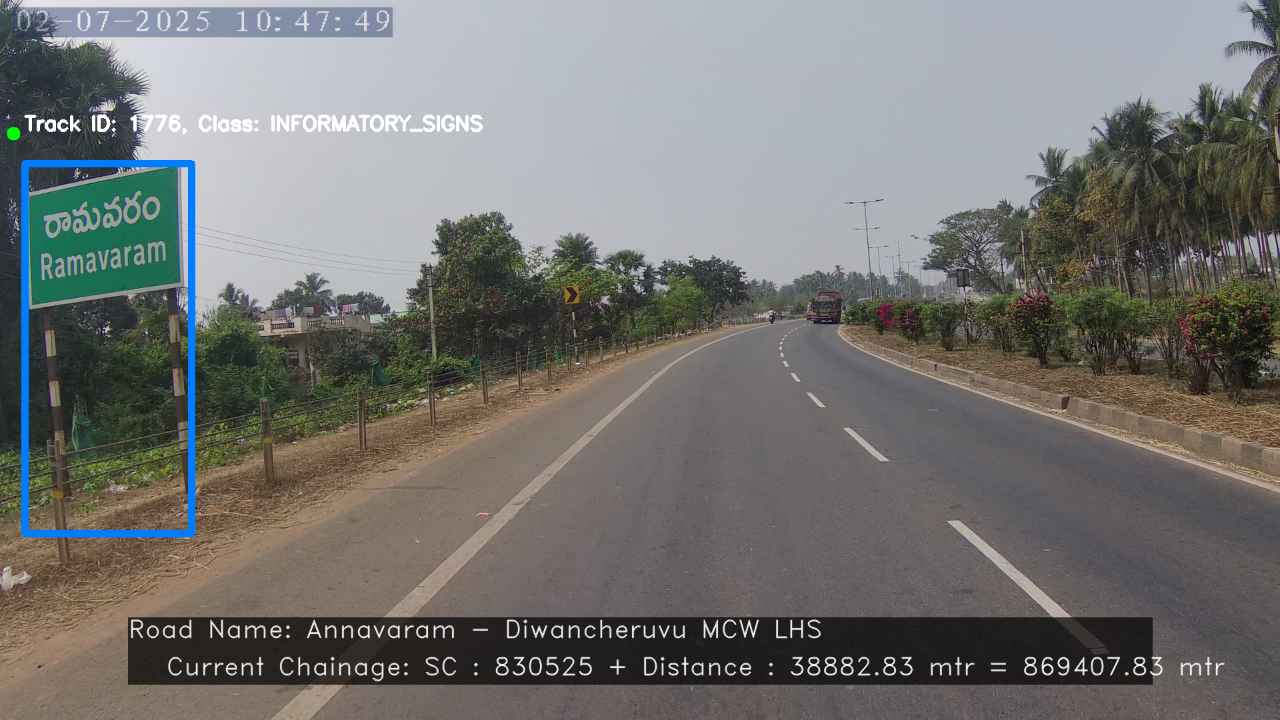 02-07-2025 10:47:49
Track ID: 1776, Class: INFORMATORY_SIGNS
రామవరం
Ramavaram
Road Name: Annavaram - Diwancheruvu MCW LHS
Current Chainage: SC : 830525 + Distance : 38882.83 mtr = 869407.83 mtr